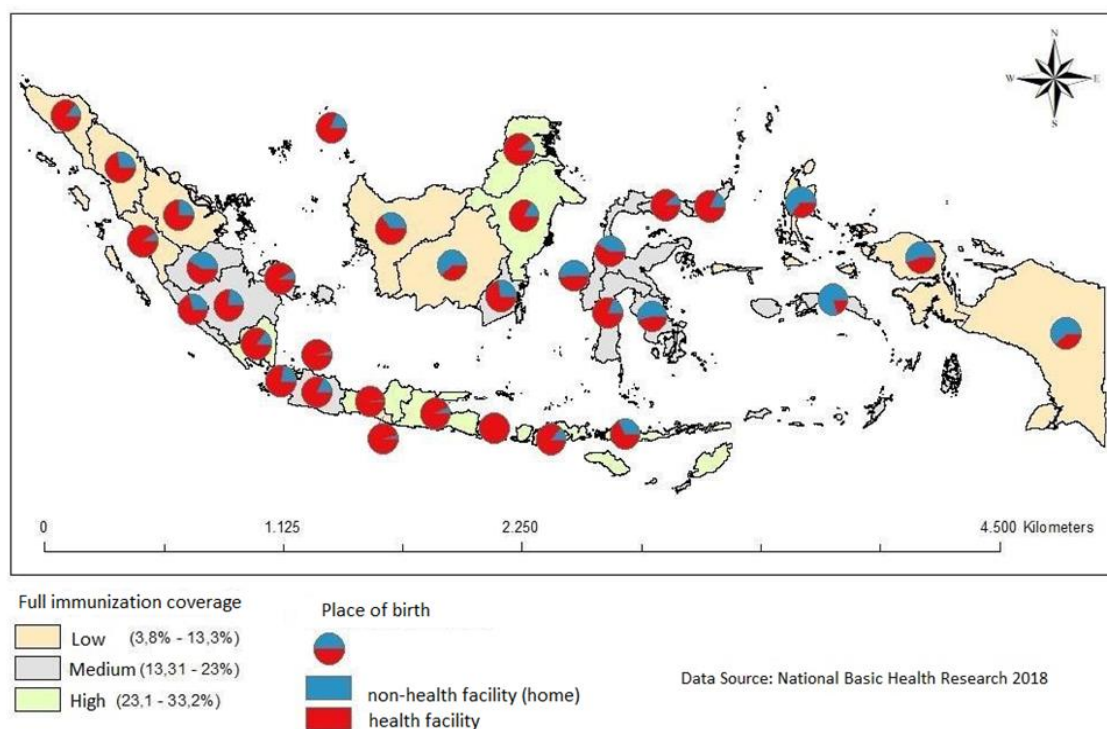 N
W
E
S
0
1.125
2.250
4.500 Kilometers
Full immunization coverage
Low (3,8% - 13,3%)
Medium (13,31 - 23%)
High (23,1 - 33,2%)
Place of birth
non-health facility (home)
health facility
Data Source: National Basic Health Research 2018